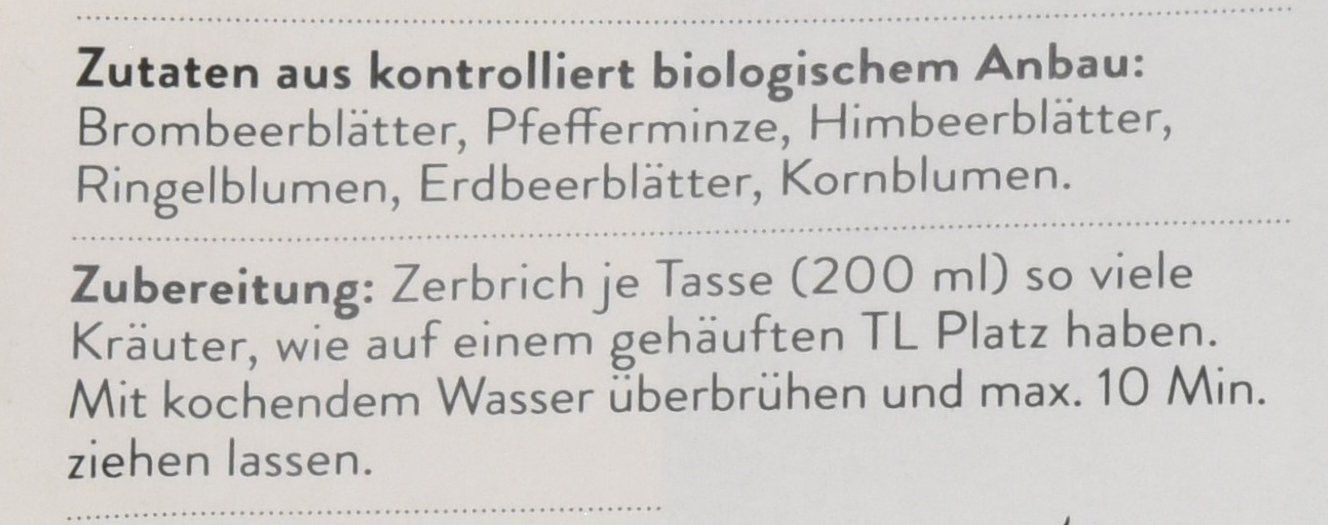 Zutaten aus kontrolliert biologischem Anbau:
Brombeerblätter, Pfefferminze, Himbeerblätter,
Ringelblumen, Erdbeerblätter, Kornblumen.
Zubereitung: Zerbrich je Tasse (200 ml) so viele
Kräuter, wie auf einem gehäuften TL Platz haben.
Mit kochendem Wasser überbrühen und max. 10 Min.
ziehen lassen.